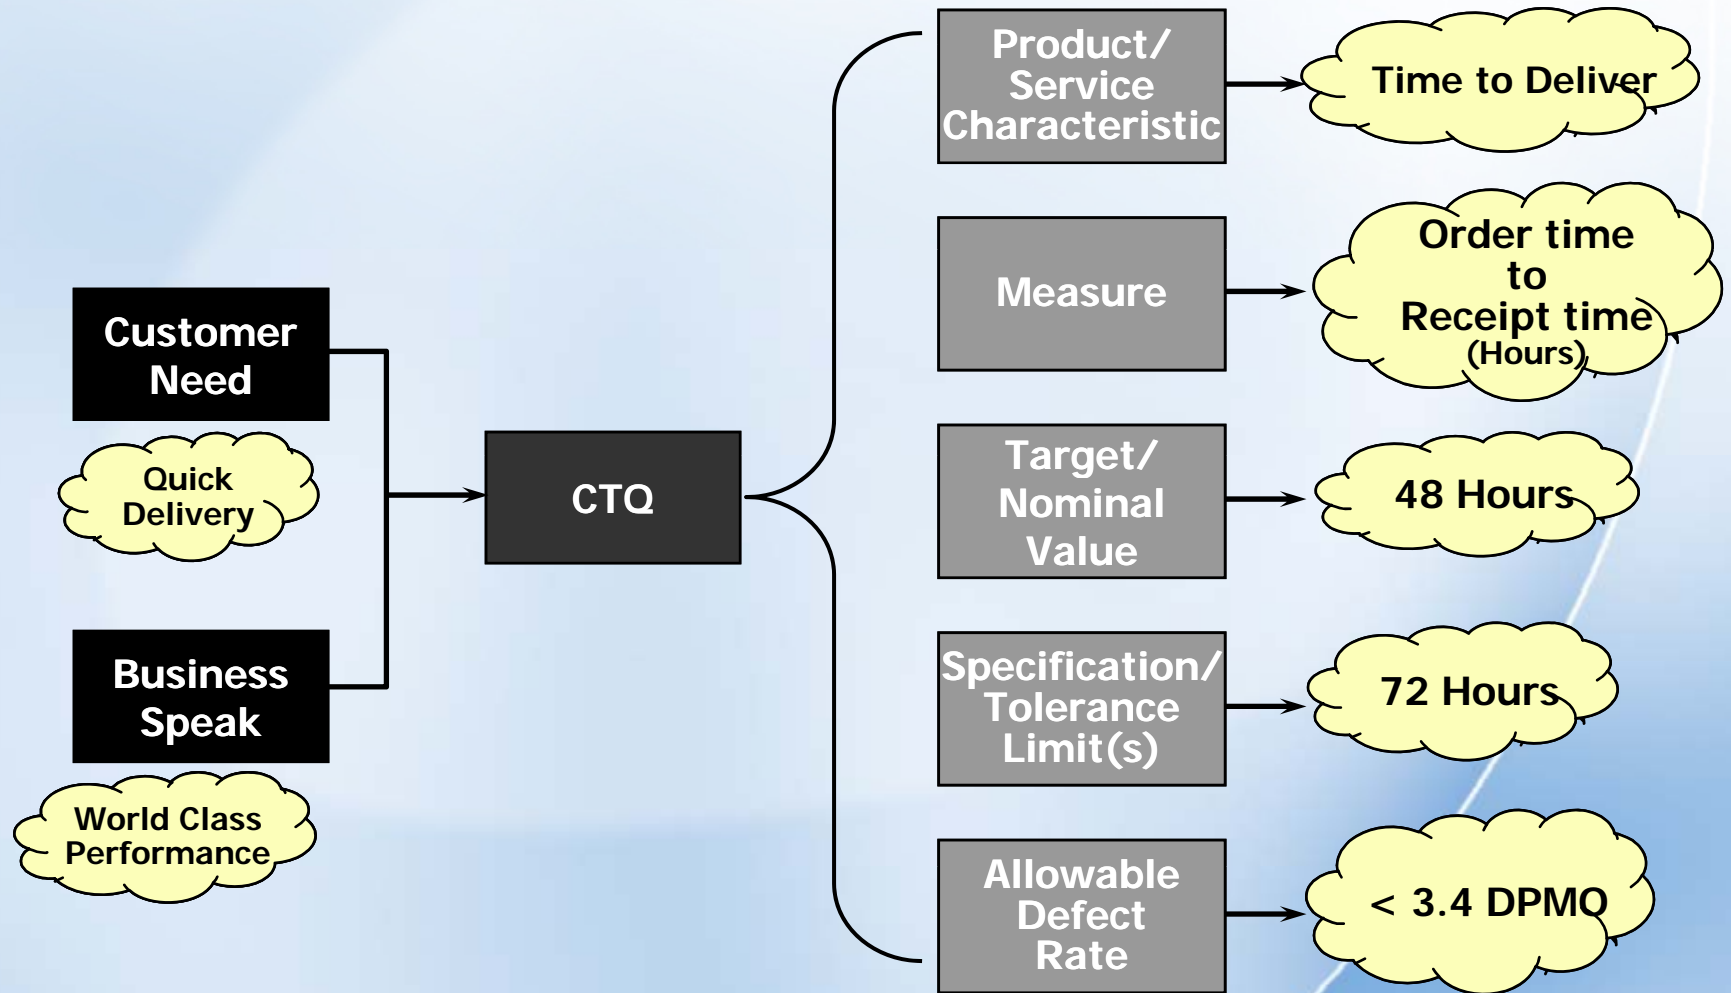 Customer
Need
Quick
Delivery
Business
Speak
World Class
Performance
CTQ
Product/
Service
Characteristic
Time to Deliver
Measure
Order time
to
Receipt time
(Hours)
Target/
Nominal
Value
48 Hours
Specification/
Tolerance
Limit(s)
72 Hours
Allowable
Defect
Rate
< 3.4 DPMO